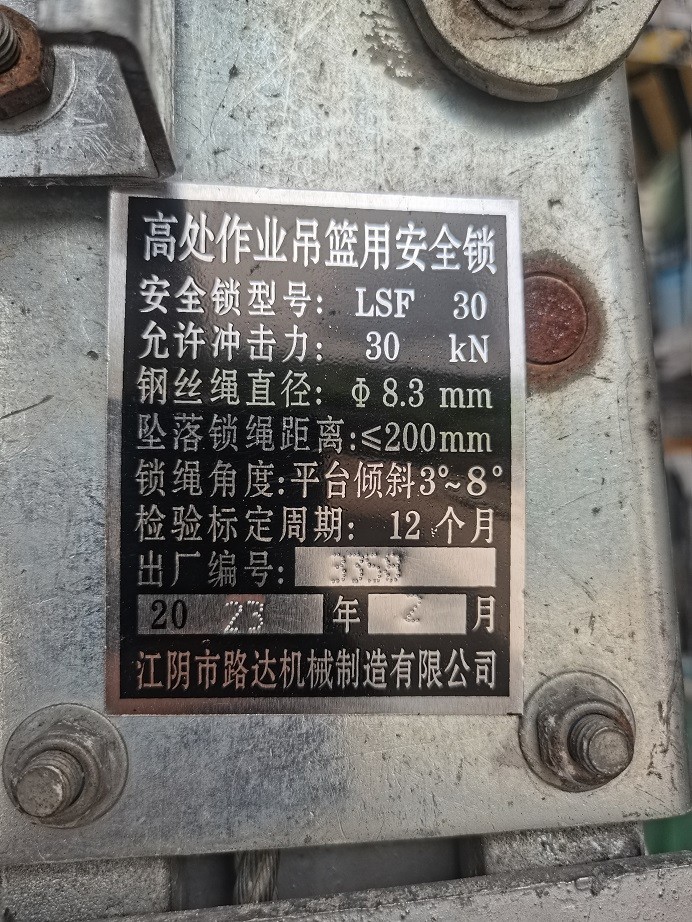 高处作业吊篮用安全锁
安全锁型号: LSF 30
允许冲击力: 30 kN
钢丝绳直径: Φ 8.3 mm
坠落锁绳距离:≤200mm
锁绳角度:平台倾斜3°~8°
检验标定周期: 12 个月
出厂编号: 3358
20 23 年 2 月
江阴市路达机械制造有限公司